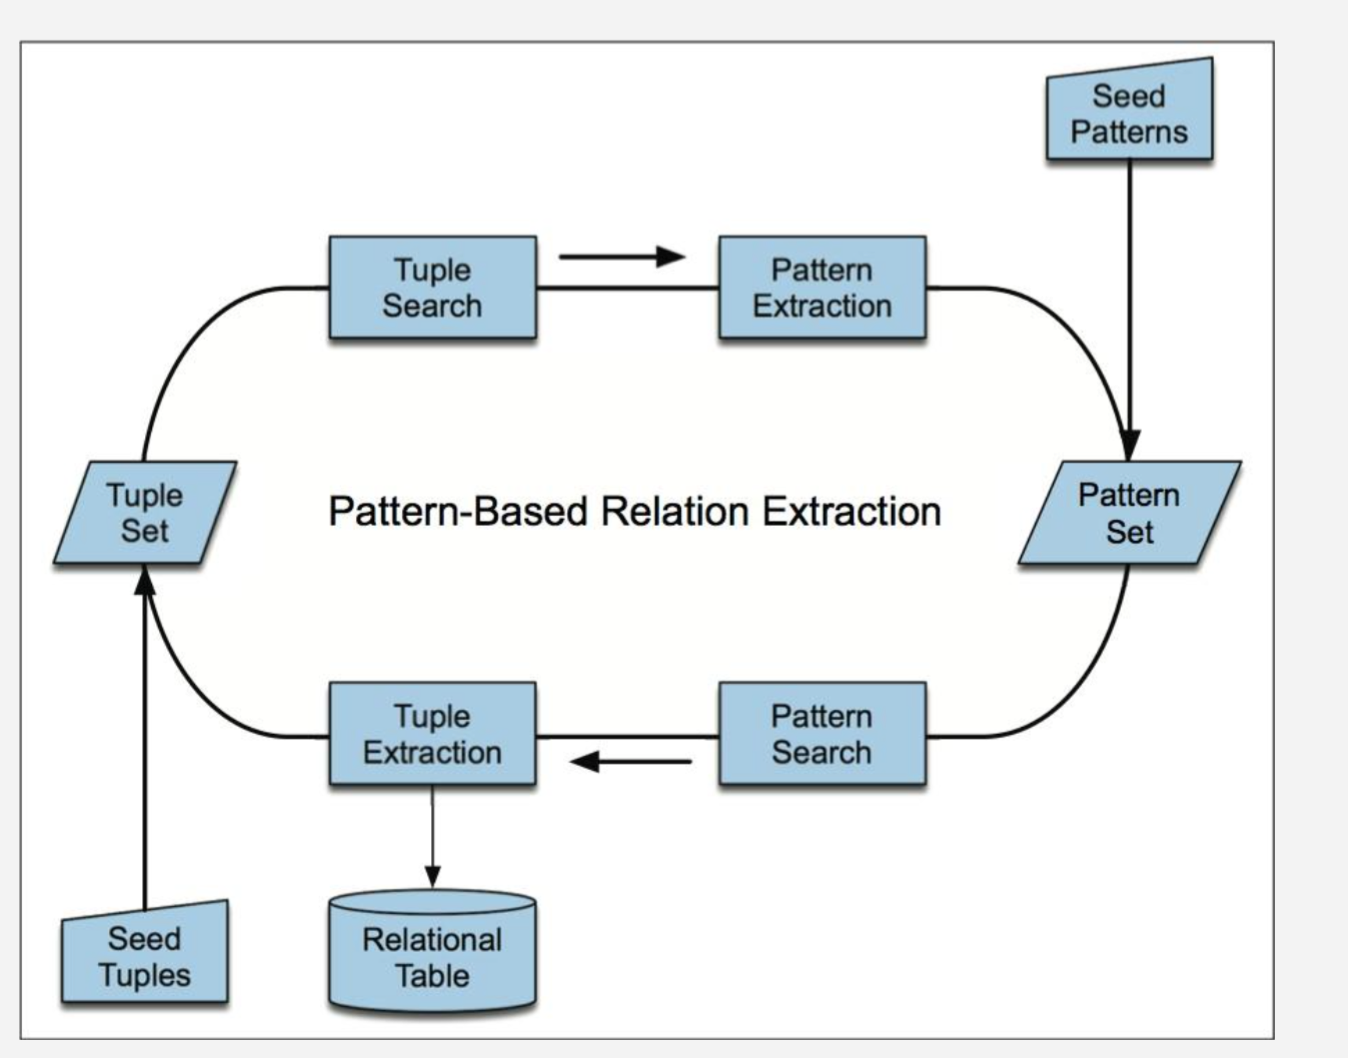 Seed
Patterns
Tuple
Search
Pattern
Extraction
Tuple
Set
Pattern-Based Relation Extraction
Pattern
Set
Tuple
Extraction
Pattern
Search
Seed
Tuples
Relational
Table